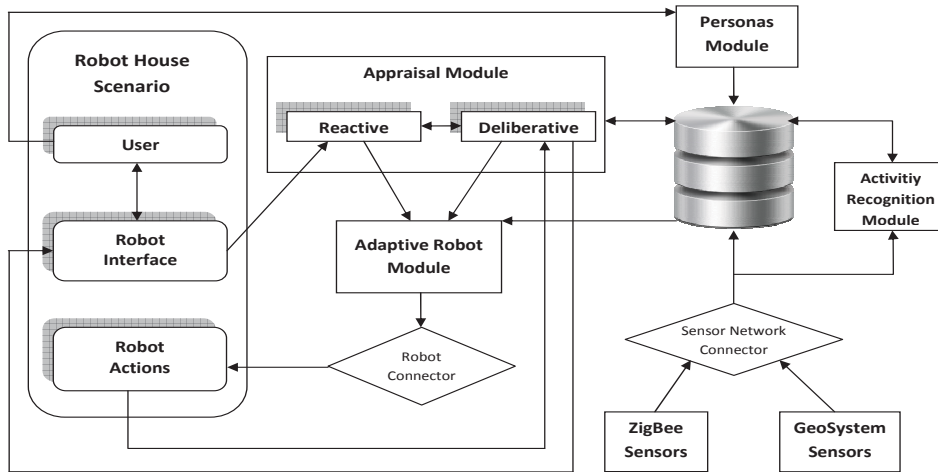 Personas
Module
Robot House
Scenario
Appraisal Module
Reactive
Deliberative
User
Activitiy
Recognition
Module
Robot
Interface
Adaptive Robot
Module
Sensor Network
Connector
Robot
Actions
Robot
Connector
ZigBee
Sensors
GeoSystem
Sensors